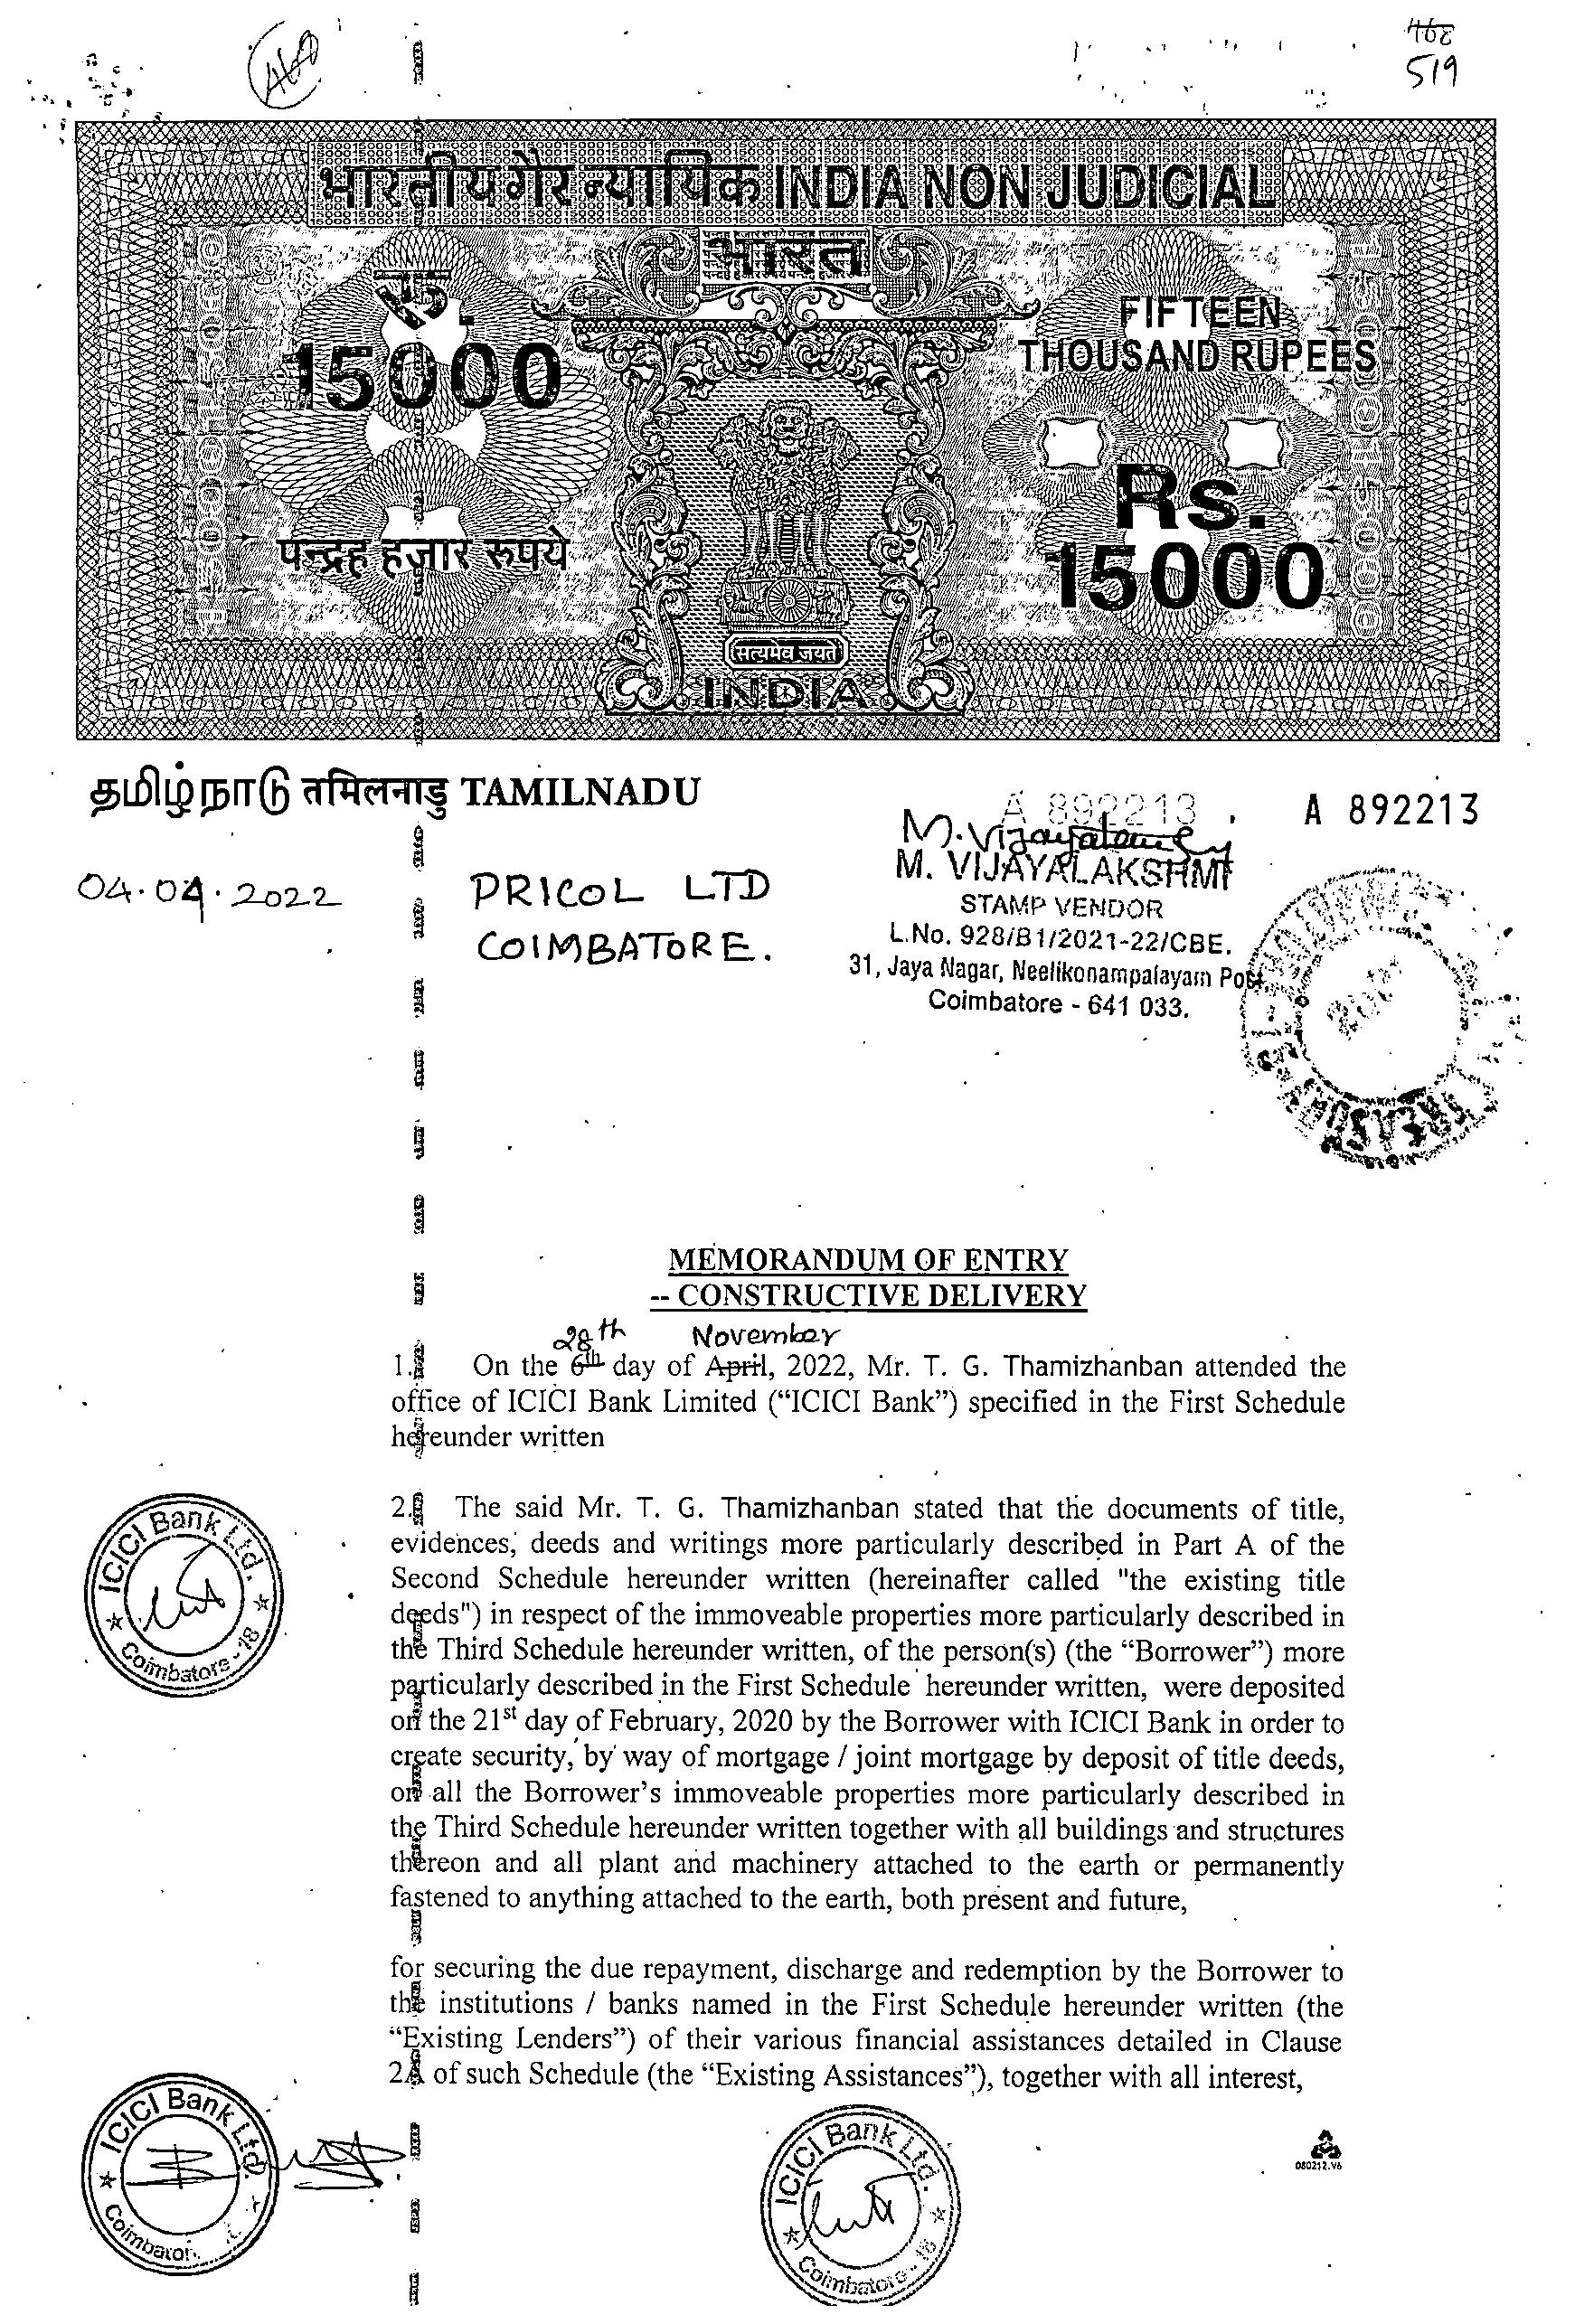 468
519
भारतीय गैर न्यायिक INDIA NON JUDICIAL
भारत
रु.
15000
पन्द्रह हजार रुपये
FIFTEEN
THOUSAND RUPEES
Rs.
15000
सत्यमेव जयते
INDIA
தமிழ்நாடு तमिलनाडु TAMILNADU
A 892213
A 892213
04.04.2022
PRICOL LTD
COIMBATORE.
M. VIJAYALAKSHMI
STAMP VENDOR
L.No. 928/B1/2021-22/CBE.
31, Jaya Nagar, Neelikonampalayam Post
Coimbatore - 641 033.
MEMORANDUM OF ENTRY
-- CONSTRUCTIVE DELIVERY
28th November
1. On the 6th day of April, 2022, Mr. T. G. Thamizhanban attended the
office of ICICI Bank Limited (“ICICI Bank”) specified in the First Schedule
hereunder written
2. The said Mr. T. G. Thamizhanban stated that the documents of title,
evidences, deeds and writings more particularly described in Part A of the
Second Schedule hereunder written (hereinafter called "the existing title
deeds") in respect of the immoveable properties more particularly described in
the Third Schedule hereunder written, of the person(s) (the “Borrower”) more
particularly described in the First Schedule hereunder written, were deposited
on the 21st day of February, 2020 by the Borrower with ICICI Bank in order to
create security, by way of mortgage / joint mortgage by deposit of title deeds,
on all the Borrower’s immoveable properties more particularly described in
the Third Schedule hereunder written together with all buildings and structures
thereon and all plant and machinery attached to the earth or permanently
fastened to anything attached to the earth, both present and future,
for securing the due repayment, discharge and redemption by the Borrower to
the institutions / banks named in the First Schedule hereunder written (the
“Existing Lenders”) of their various financial assistances detailed in Clause
2A of such Schedule (the “Existing Assistances”), together with all interest,
ICICI Bank Ltd.
Coimbatore - 18
ICICI Bank Ltd.
Coimbator
ICICI Bank Ltd.
Coimbatore - 18
080212.V6